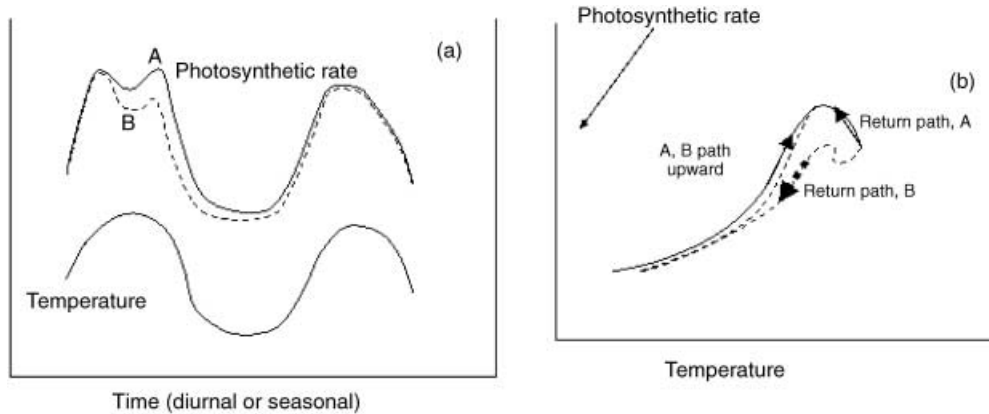 (a)
A
Photosynthetic rate
B
Temperature
Time (diurnal or seasonal)
Photosynthetic rate
(b)
Return path, A
A, B path
upward
Return path, B
Temperature